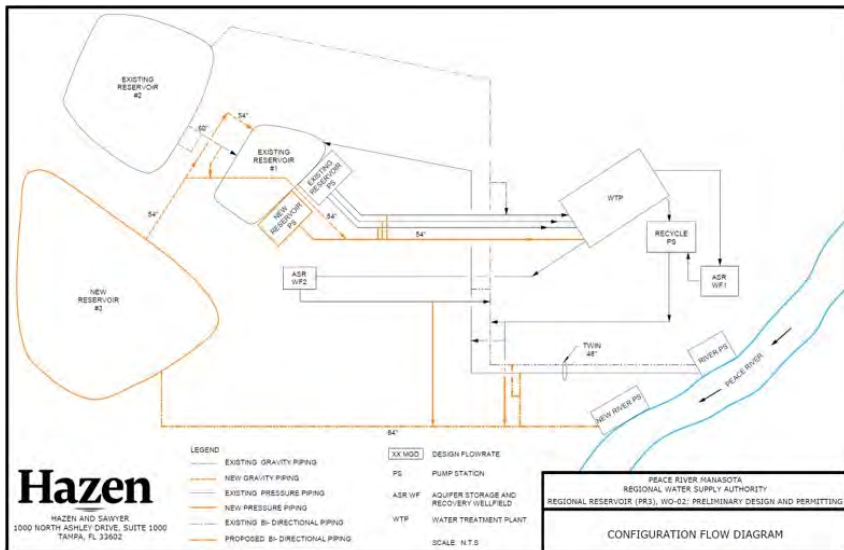 EXISTING
RESERVOIR
#2
54"
60"
EXISTING
RESERVOIR
#1
EXISTING
RESERVOIR
PS
NEW
RESERVOIR
PS
54"
54"
54"
WTP
RECYCLE
PS
ASR
WF1
ASR
WF2
NEW
RESERVOIR
#3
TWIN
48"
RIVER PS
PEACE RIVER
NEW RIVER PS
64"
LEGEND
EXISTING GRAVITY PIPING
NEW GRAVITY PIPING
EXISTING PRESSURE PIPING
NEW PRESSURE PIPING
EXISTING BI- DIRECTIONAL PIPING
PROPOSED BI- DIRECTIONAL PIPING
XX MGD DESIGN FLOWRATE
PS PUMP STATION
ASR WF AQUIFER STORAGE AND
RECOVERY WELLFIELD
WTP WATER TREATMENT PLANT
SCALE: N.T.S
Hazen
HAZEN AND SAWYER
1000 NORTH ASHLEY DRIVE, SUITE 1000
TAMPA, FL 33602
PEACE RIVER MANASOTA
REGIONAL WATER SUPPLY AUTHORITY
REGIONAL RESERVOIR (PR3), WO-02: PRELIMINARY DESIGN AND PERMITTING
CONFIGURATION FLOW DIAGRAM